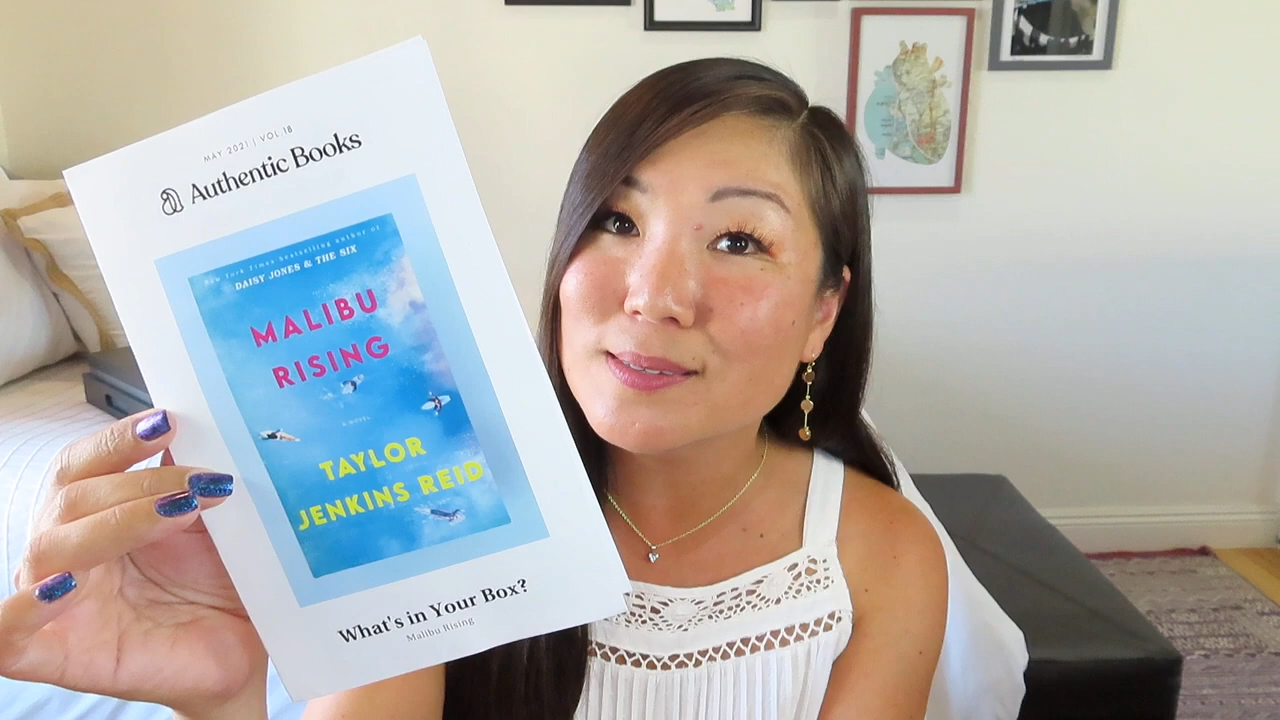 MAY 2021 | VOL 18
Authentic Books
New York Times bestselling author of
DAISY JONES & THE SIX
MALIBU
RISING
A NOVEL
TAYLOR
JENKINS REID
What's in Your Box?
Malibu Rising